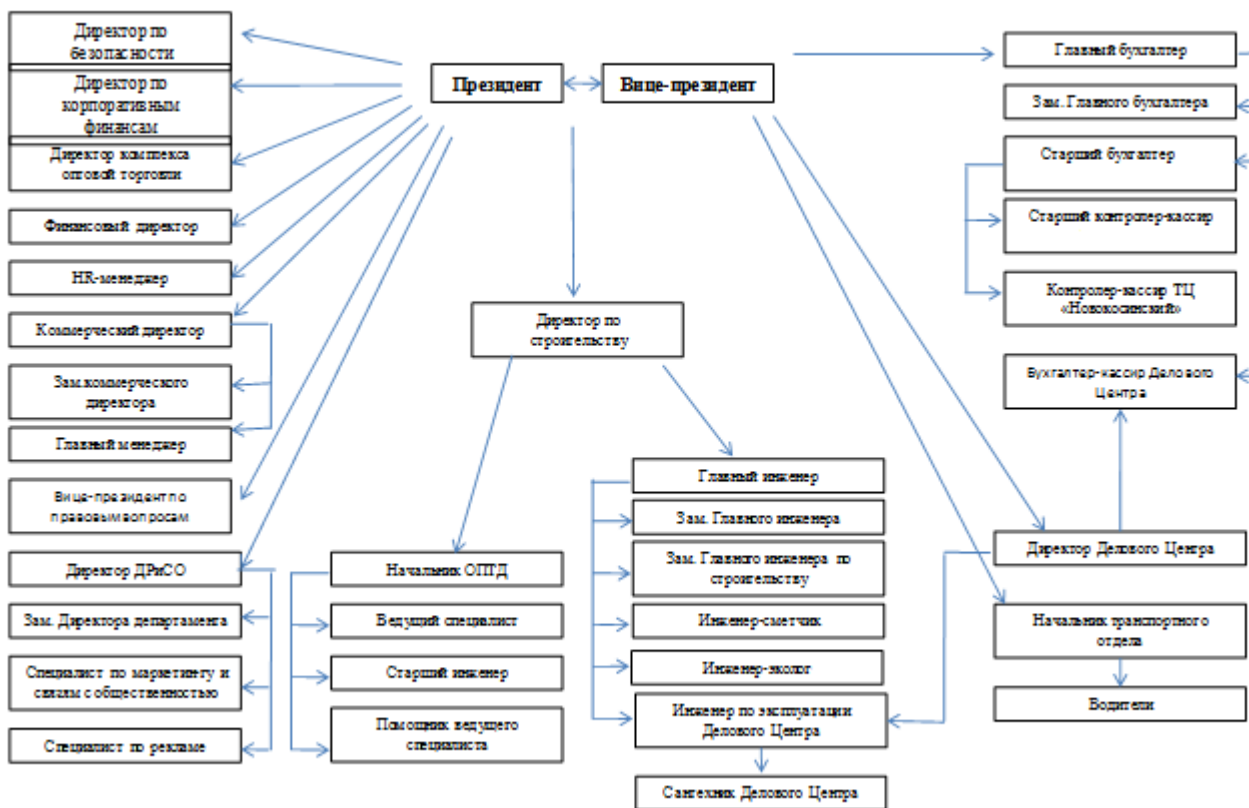 Директор по
безопасности
Директор по
корпоративным
финансам
Директор комплекса
оптовой торговли
Финансовый директор
HR-менеджер
Коммерческий директор
Зам.коммерческого
директора
Главный менеджер
Вице-президент по
правовым вопросам
Директор ДРиСО
Зам. Директора департамента
Специалист по маркетин-гу и
связям с общественностью
Специалист по рекламе
Президент
Вице-президент
Директор по
строительству
Начальник ОПТД
Ведущий специалист
Старший инженер
Помощник ведущего
специалиста
Главный инженер
Зам. Главного инженера
Зам. Главного инженера по
строительству
Инженер-сметчик
Инженер-эколог
Инженер по эксплуатации
Делового Центра
Сантехник Делового Центра
Главный бухгалтер
Зам. Главного бухгалтера
Старший бухгалтер
Старший контролер-кассир
Контролер-кассир ТЦ
«Новокосинский»
Бухгалтер-кассир Делового
Центра
Директор Делового Центра
Начальник транспортного
отдела
Водители